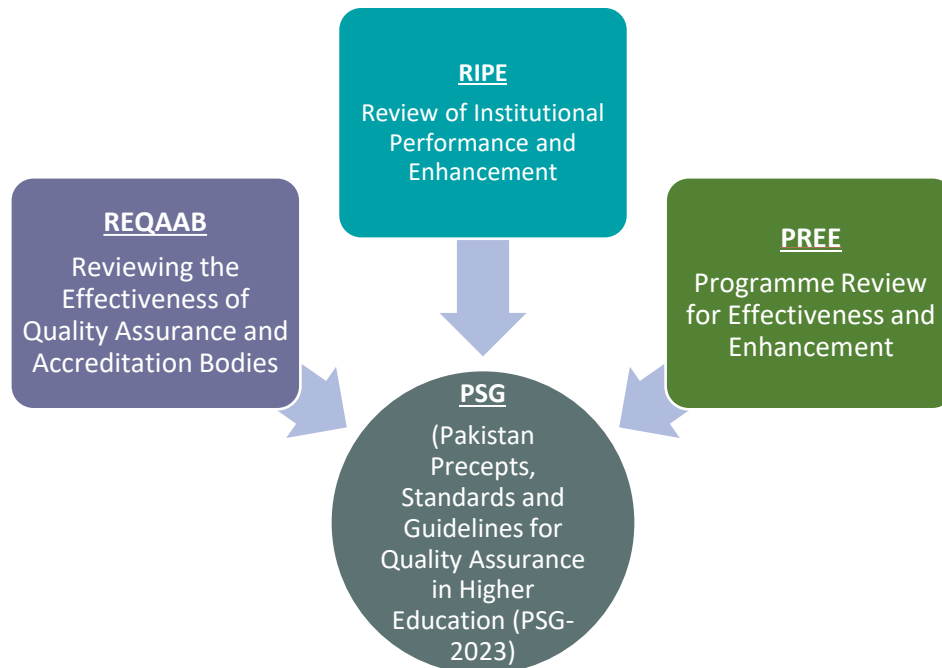 RIPE
Review of Institutional
Performance and
Enhancement
REQAAB
Reviewing the
Effectiveness of
Quality Assurance and
Accreditation Bodies
PREE
Programme Review
for Effectiveness and
Enhancement
PSG
(Pakistan
Precepts,
Standards and
Guidelines for
Quality Assurance
in Higher
Education (PSG-
2023)